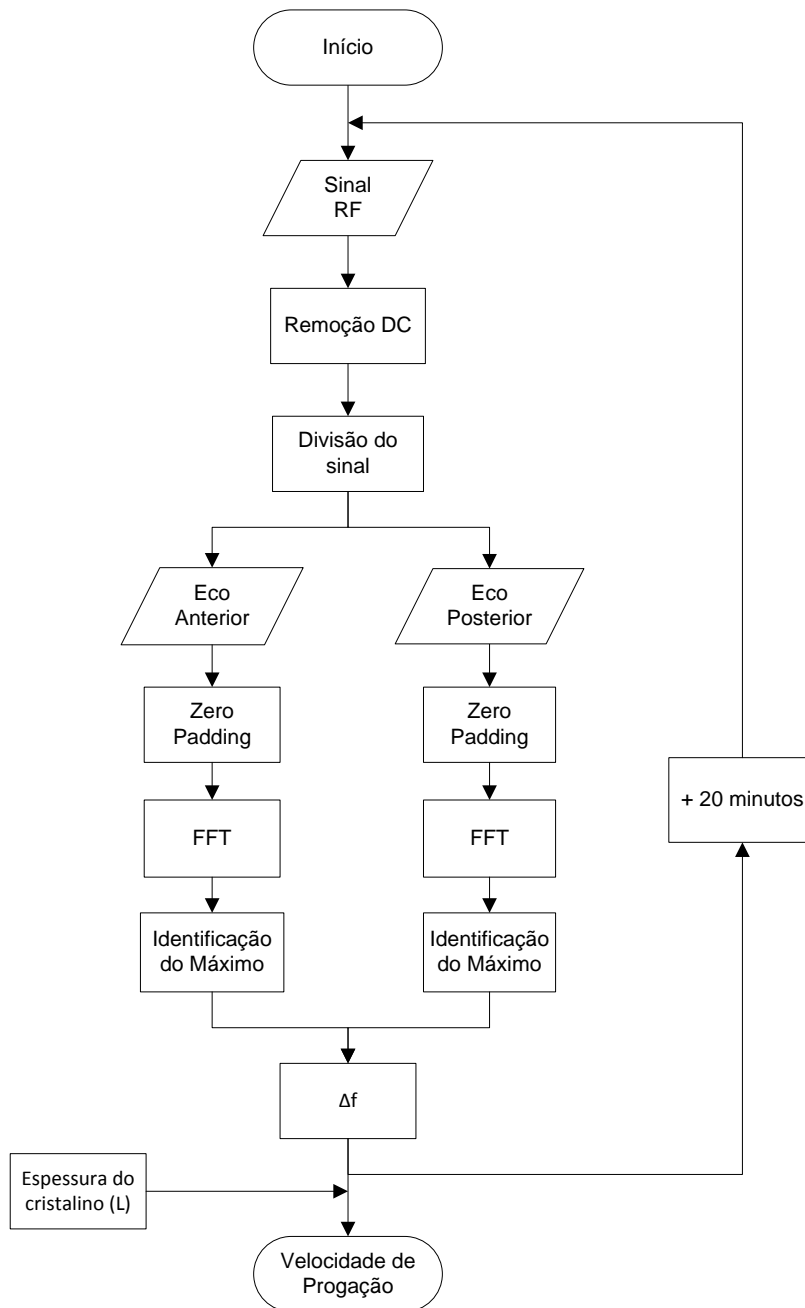 Início
Sinal
RF
Remoção DC
Divisão do
sinal
Eco
Anterior
Eco
Posterior
Zero
Padding
Zero
Padding
+ 20 minutos
FFT
FFT
Identificação
do Máximo
Identificação
do Máximo
Δf
Espessura do
cristalino (L)
Velocidade de
Progação